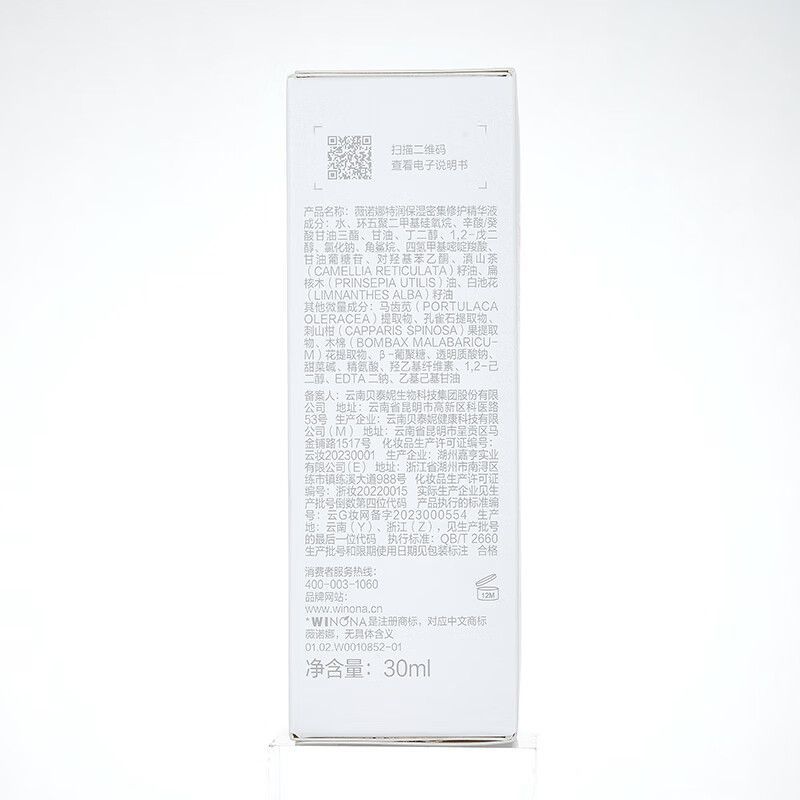 扫描二维码
查看电子说明书
产品名称：薇诺娜特润保湿密集修护精华液
成分：水、环五聚二甲基硅氧烷、辛酸/癸
酸甘油三酯、甘油、丁二醇、1,2-戊二
醇、氯化钠、角鲨烷、四氢甲基嘧啶羧酸、
甘油葡糖苷、对羟基苯乙酮、滇山茶
(CAMELLIA RETICULATA) 籽油、扁
核木 (PRINSEPIA UTILIS) 油、白池花
(LIMNANTHES ALBA) 籽油
其他微量成分：马齿苋 (PORTULACA
OLERACEA) 提取物、孔雀石提取物、
刺山柑 (CAPPARIS SPINOSA) 果提取
物、木棉 (BOMBAX MALABARICU-
M) 花提取物、β-葡聚糖、透明质酸钠、
甜菜碱、精氨酸、羟乙基纤维素、1,2-己
二醇、EDTA 二钠、乙基己基甘油
备案人：云南贝泰妮生物科技集团股份有限
公司 地址：云南省昆明市高新区科医路
53号 生产企业：云南贝泰妮健康科技有限
公司 (M) 地址：云南省昆明市呈贡区马
金铺路1517号 化妆品生产许可证编号：
云妆20230001 生产企业：湖州嘉亨实业
有限公司 (E) 地址：浙江省湖州市南浔区
练市镇练溪大道988号 化妆品生产许可证
编号：浙妆20220015 实际生产企业见生
产批号倒数第四位代码 产品执行的标准编
号：云G妆网备字2023000554 生产
地：云南 (Y)、浙江 (Z)，见生产批号
的最后一位代码 执行标准：QB/T 2660
生产批号和限期使用日期见包装标注 合格
消费者服务热线：
400-003-1060
品牌网站：
www.winona.cn
*WINONA是注册商标，对应中文商标
薇诺娜，无具体含义
01.02.W0010852-01
12M
净含量：30ml